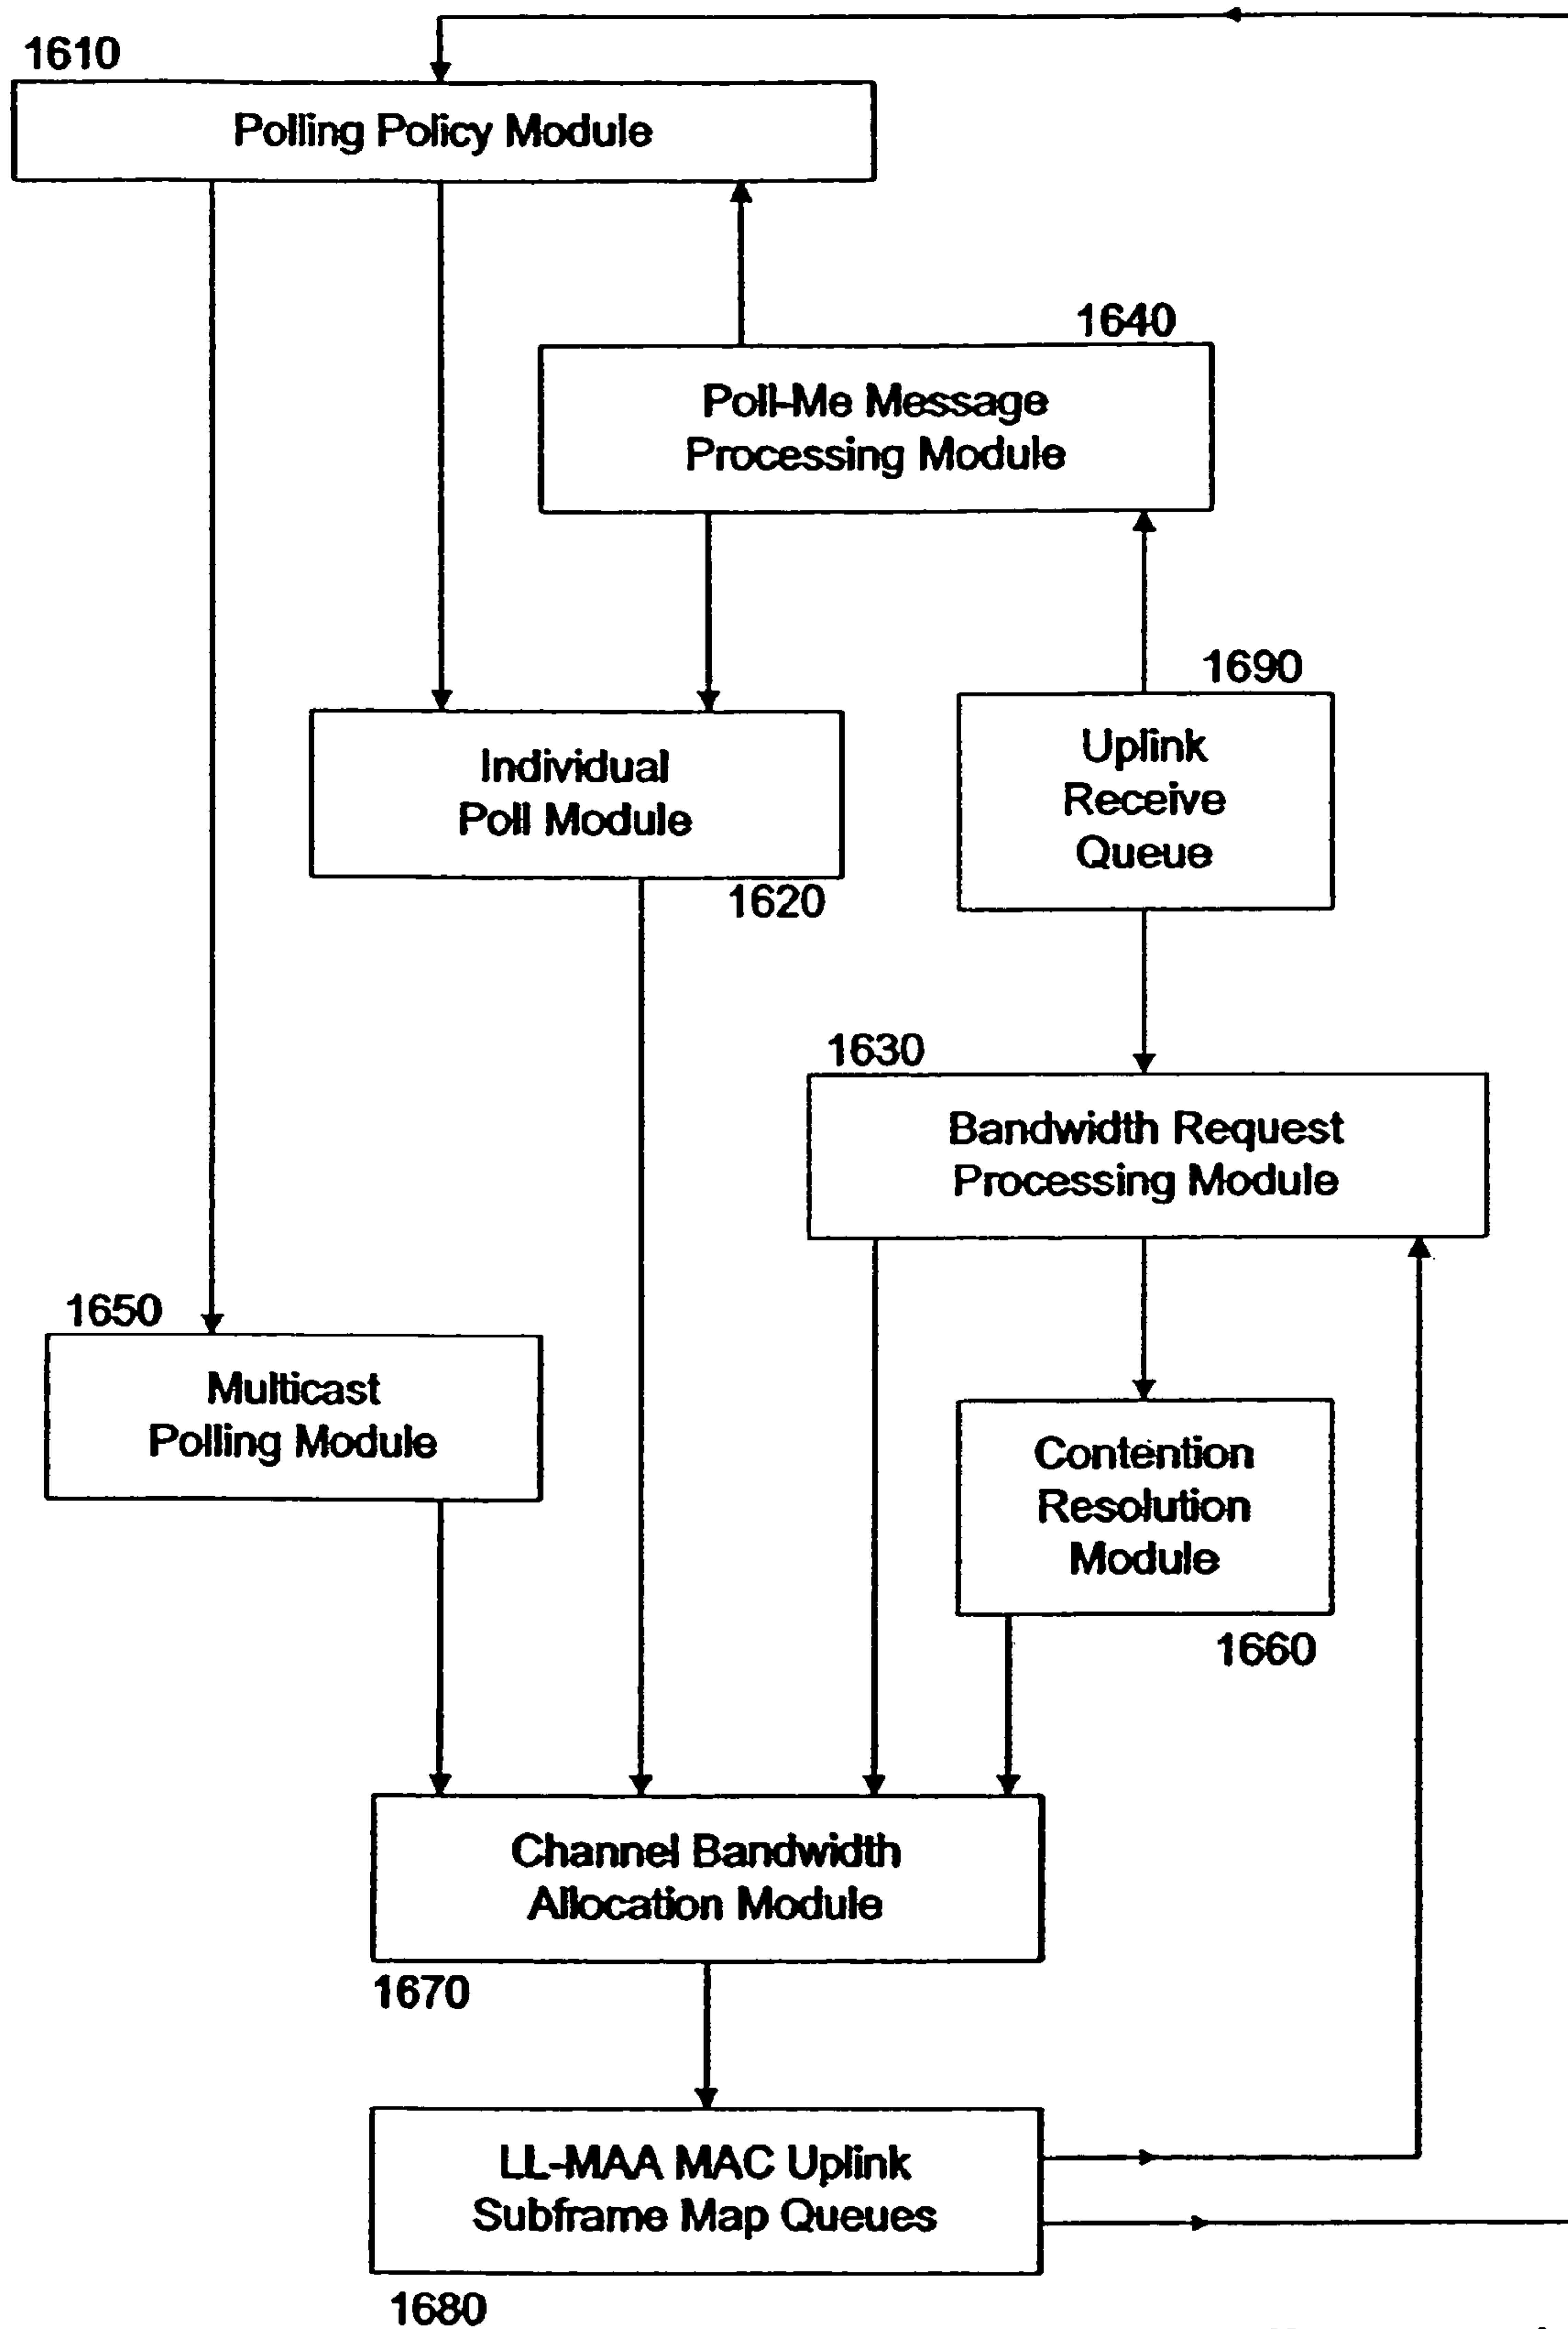 1610
Polling Policy Module
1640
Poll-Me Message
Processing Module
1690
Uplink
Receive
Queue
Individual
Poll Module
1620
1630
Bandwidth Request
Processing Module
1650
Multicast
Polling Module
Contention
Resolution
Module
1660
Channel Bandwidth
Allocation Module
1670
LL-MAA MAC Uplink
Subframe Map Queues
1680